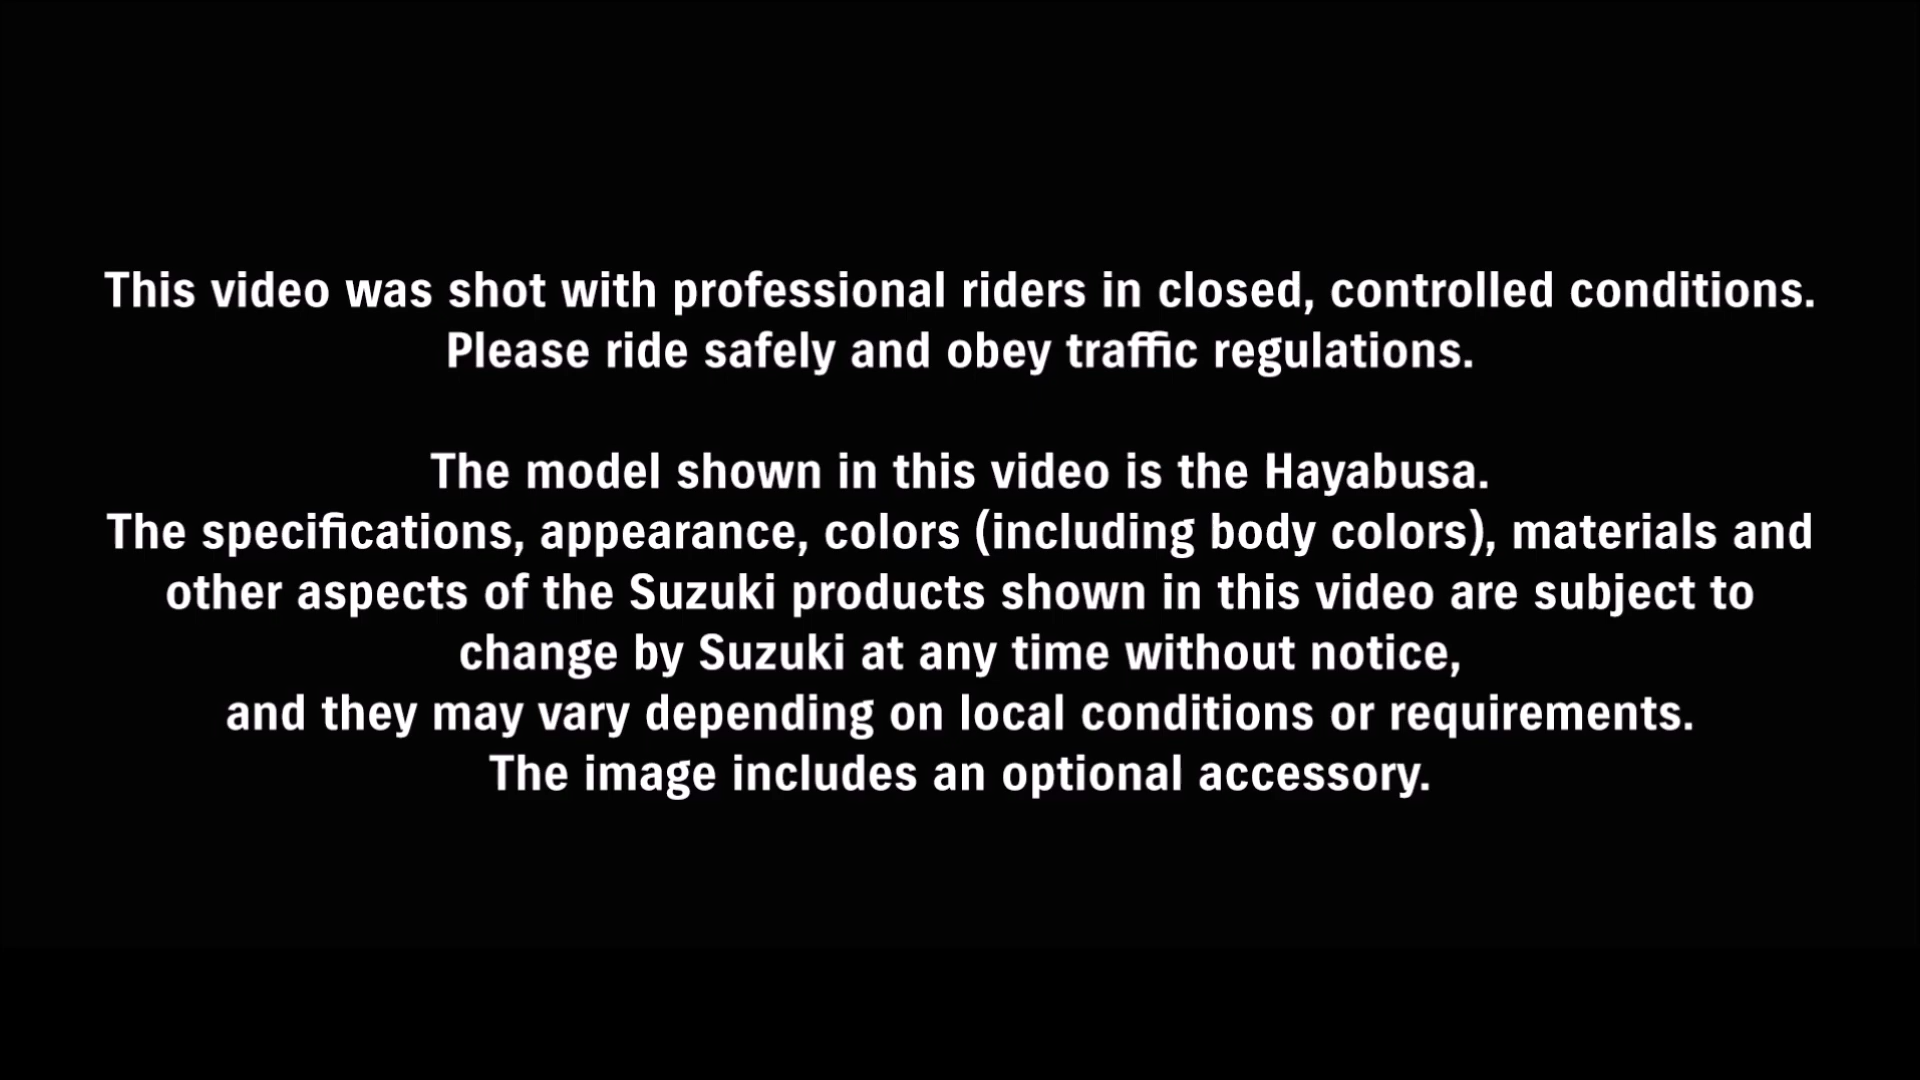 This video was shot with professional riders in closed, controlled conditions.
Please ride safely and obey traffic regulations.
The model shown in this video is the Hayabusa.
The specifications, appearance, colors (including body colors), materials and
other aspects of the Suzuki products shown in this video are subject to
change by Suzuki at any time without notice,
and they may vary depending on local conditions or requirements.
The image includes an optional accessory.